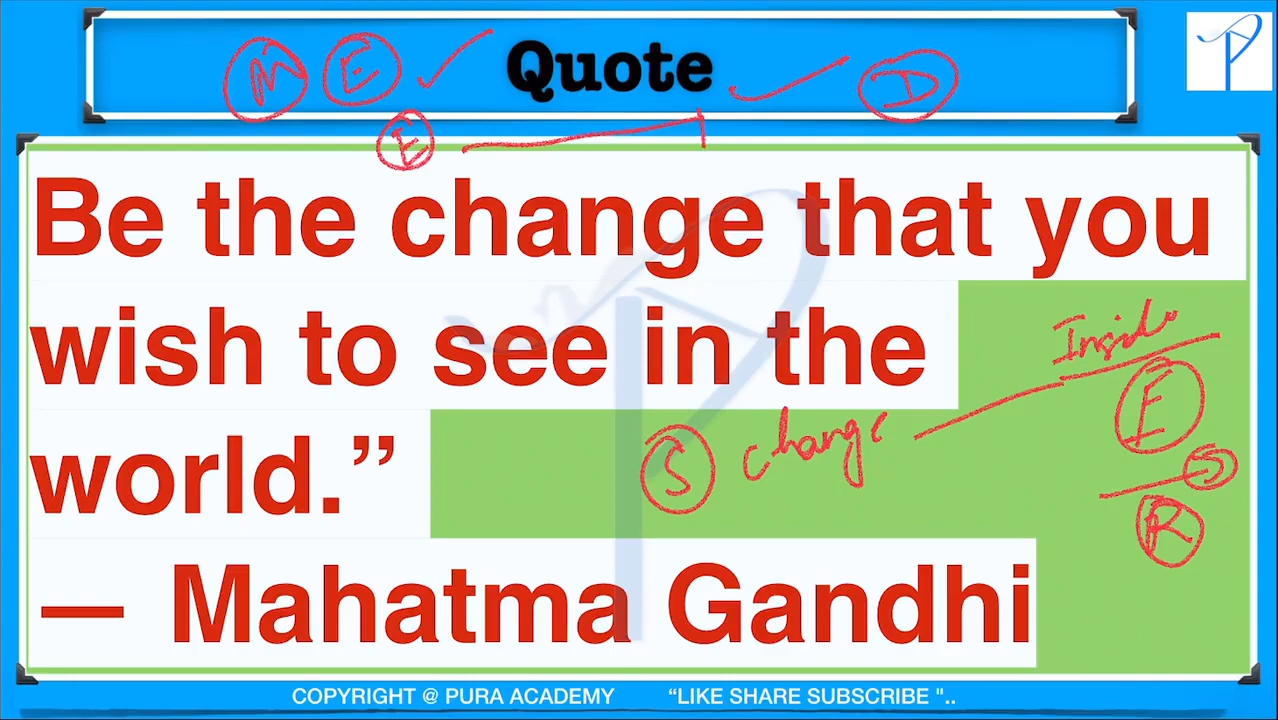 M E Quote D
E
Be the change that you
wish to see in the
world.”
— Mahatma Gandhi
Inside
E
S change
S
R
COPYRIGHT @ PURA ACADEMY “LIKE SHARE SUBSCRIBE "..